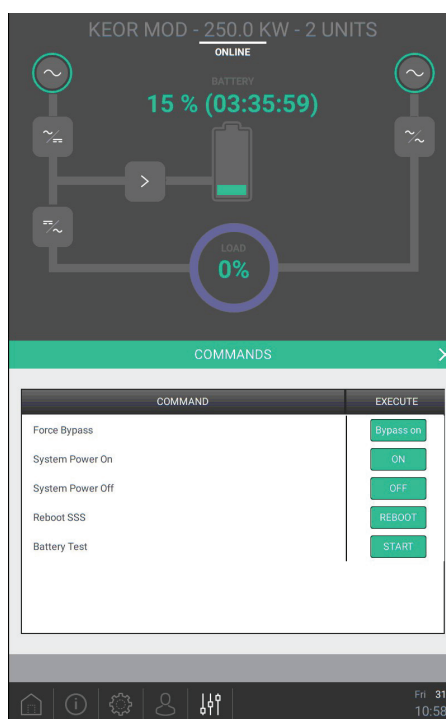 KEOR MOD - 250.0 KW - 2 UNITS
ONLINE
BATTERY
15 % (03:35:59)
LOAD
0%
COMMANDS
COMMAND EXECUTE
Force Bypass Bypass on
System Power On ON
System Power Off OFF
Reboot SSS REBOOT
Battery Test START
Fri 31
10:58